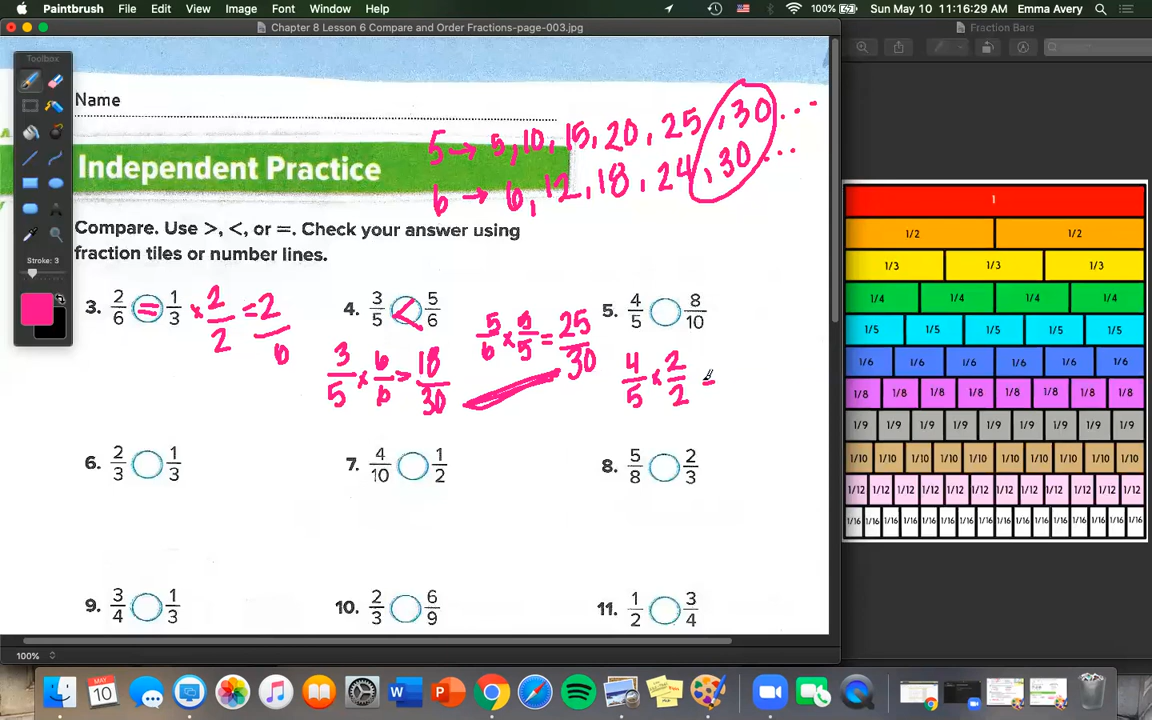 Paintbrush File Edit View Image Font Window Help 100% Sun May 10 11:16:29 AM Emma Avery
Chapter 8 Lesson 6 Compare and Order Fractions-page-003.jpg
Fraction Bars
Toolbox
Stroke: 3
Name
5 → 5, 10, 15, 20, 25, 30 ...
Independent Practice
6 → 6, 12, 18, 24, 30 ...
Compare. Use >, <, or =. Check your answer using
fraction tiles or number lines.
3. 2/6 = 1/3 × 2/2 = 2/6
4. 3/5 < 5/6
5/6 × 5/5 = 25/30
3/5 × 6/6 = 18/30
5. 4/5 8/10
4/5 × 2/2 =
6. 2/3 1/3
7. 4/10 1/2
8. 5/8 2/3
9. 3/4 1/3
10. 2/3 6/9
11. 1/2 3/4
100%
1
1/2 1/2
1/3 1/3 1/3
1/4 1/4 1/4 1/4
1/5 1/5 1/5 1/5 1/5
1/6 1/6 1/6 1/6 1/6 1/6
1/8 1/8 1/8 1/8 1/8 1/8 1/8 1/8
1/9 1/9 1/9 1/9 1/9 1/9 1/9 1/9 1/9
1/10 1/10 1/10 1/10 1/10 1/10 1/10 1/10 1/10 1/10
1/12 1/12 1/12 1/12 1/12 1/12 1/12 1/12 1/12 1/12 1/12 1/12
1/16 1/16 1/16 1/16 1/16 1/16 1/16 1/16 1/16 1/16 1/16 1/16 1/16 1/16 1/16 1/16
MAY
10